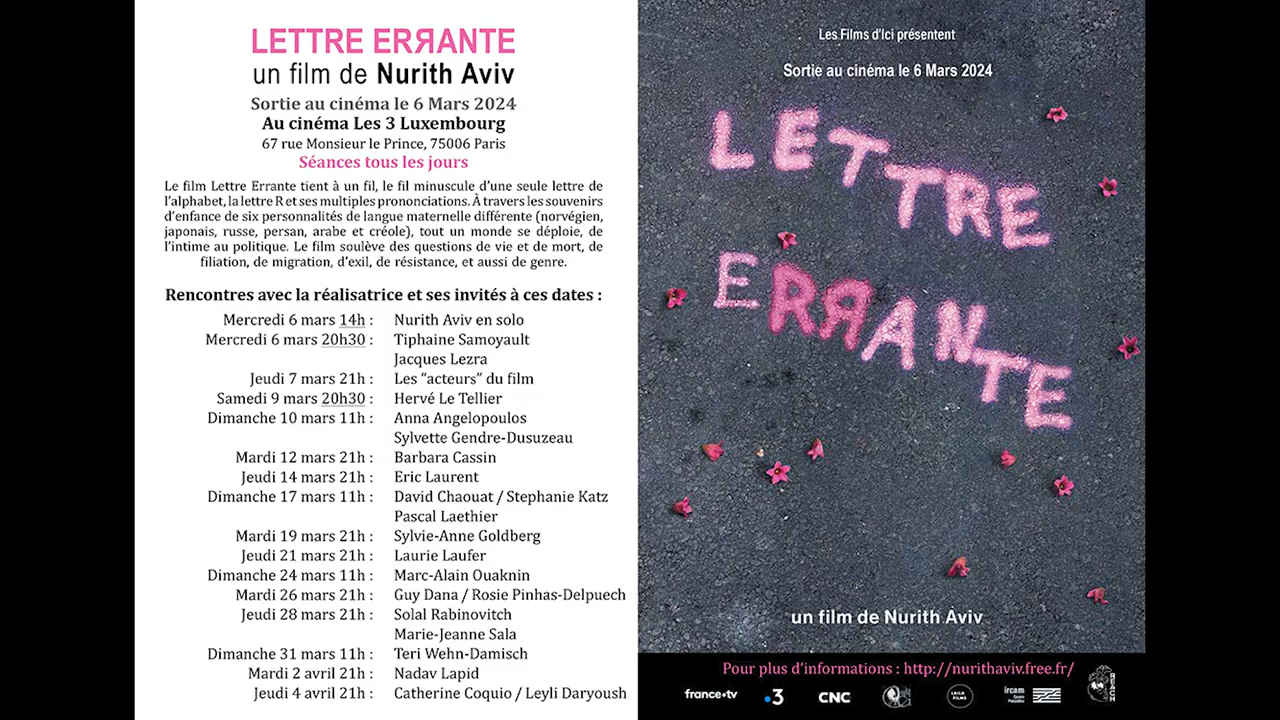 LETTRE ERЯANTE
un film de Nurith Aviv
Sortie au cinéma le 6 Mars 2024
Au cinéma Les 3 Luxembourg
67 rue Monsieur le Prince, 75006 Paris
Séances tous les jours
Le film Lettre Errante tient à un fil, le fil minuscule d'une seule lettre de
l'alphabet, la lettre R et ses multiples prononciations. À travers les souvenirs
d'enfance de six personnalités de langue maternelle différente (norvégien,
japonais, russe, persan, arabe et créole), tout un monde se déploie, de
l'intime au politique. Le film soulève des questions de vie et de mort, de
filiation, de migration, d'exil, de résistance, et aussi de genre.
Rencontres avec la réalisatrice et ses invités à ces dates :
Mercredi 6 mars 14h : Nurith Aviv en solo
Mercredi 6 mars 20h30 : Tiphaine Samoyault
Jacques Lezra
Jeudi 7 mars 21h : Les "acteurs" du film
Samedi 9 mars 20h30 : Hervé Le Tellier
Dimanche 10 mars 11h : Anna Angelopoulos
Sylvette Gendre-Dusuzeau
Mardi 12 mars 21h : Barbara Cassin
Jeudi 14 mars 21h : Eric Laurent
Dimanche 17 mars 11h : David Chaouat / Stephanie Katz
Pascal Laethier
Mardi 19 mars 21h : Sylvie-Anne Goldberg
Jeudi 21 mars 21h : Laurie Laufer
Dimanche 24 mars 11h : Marc-Alain Ouaknin
Mardi 26 mars 21h : Guy Dana / Rosie Pinhas-Delpuech
Jeudi 28 mars 21h : Solal Rabinovitch
Marie-Jeanne Sala
Dimanche 31 mars 11h : Teri Wehn-Damisch
Mardi 2 avril 21h : Nadav Lapid
Jeudi 4 avril 21h : Catherine Coquio / Leyli Daryoush
Les Films d'Ici présentent
Sortie au cinéma le 6 Mars 2024
LETTRE
ERЯANTE
un film de Nurith Aviv
Pour plus d'informations : http://nurithaviv.free.fr/
france•tv
3
CNC
LAILA
FILMS
ircam
Centre
Pompidou